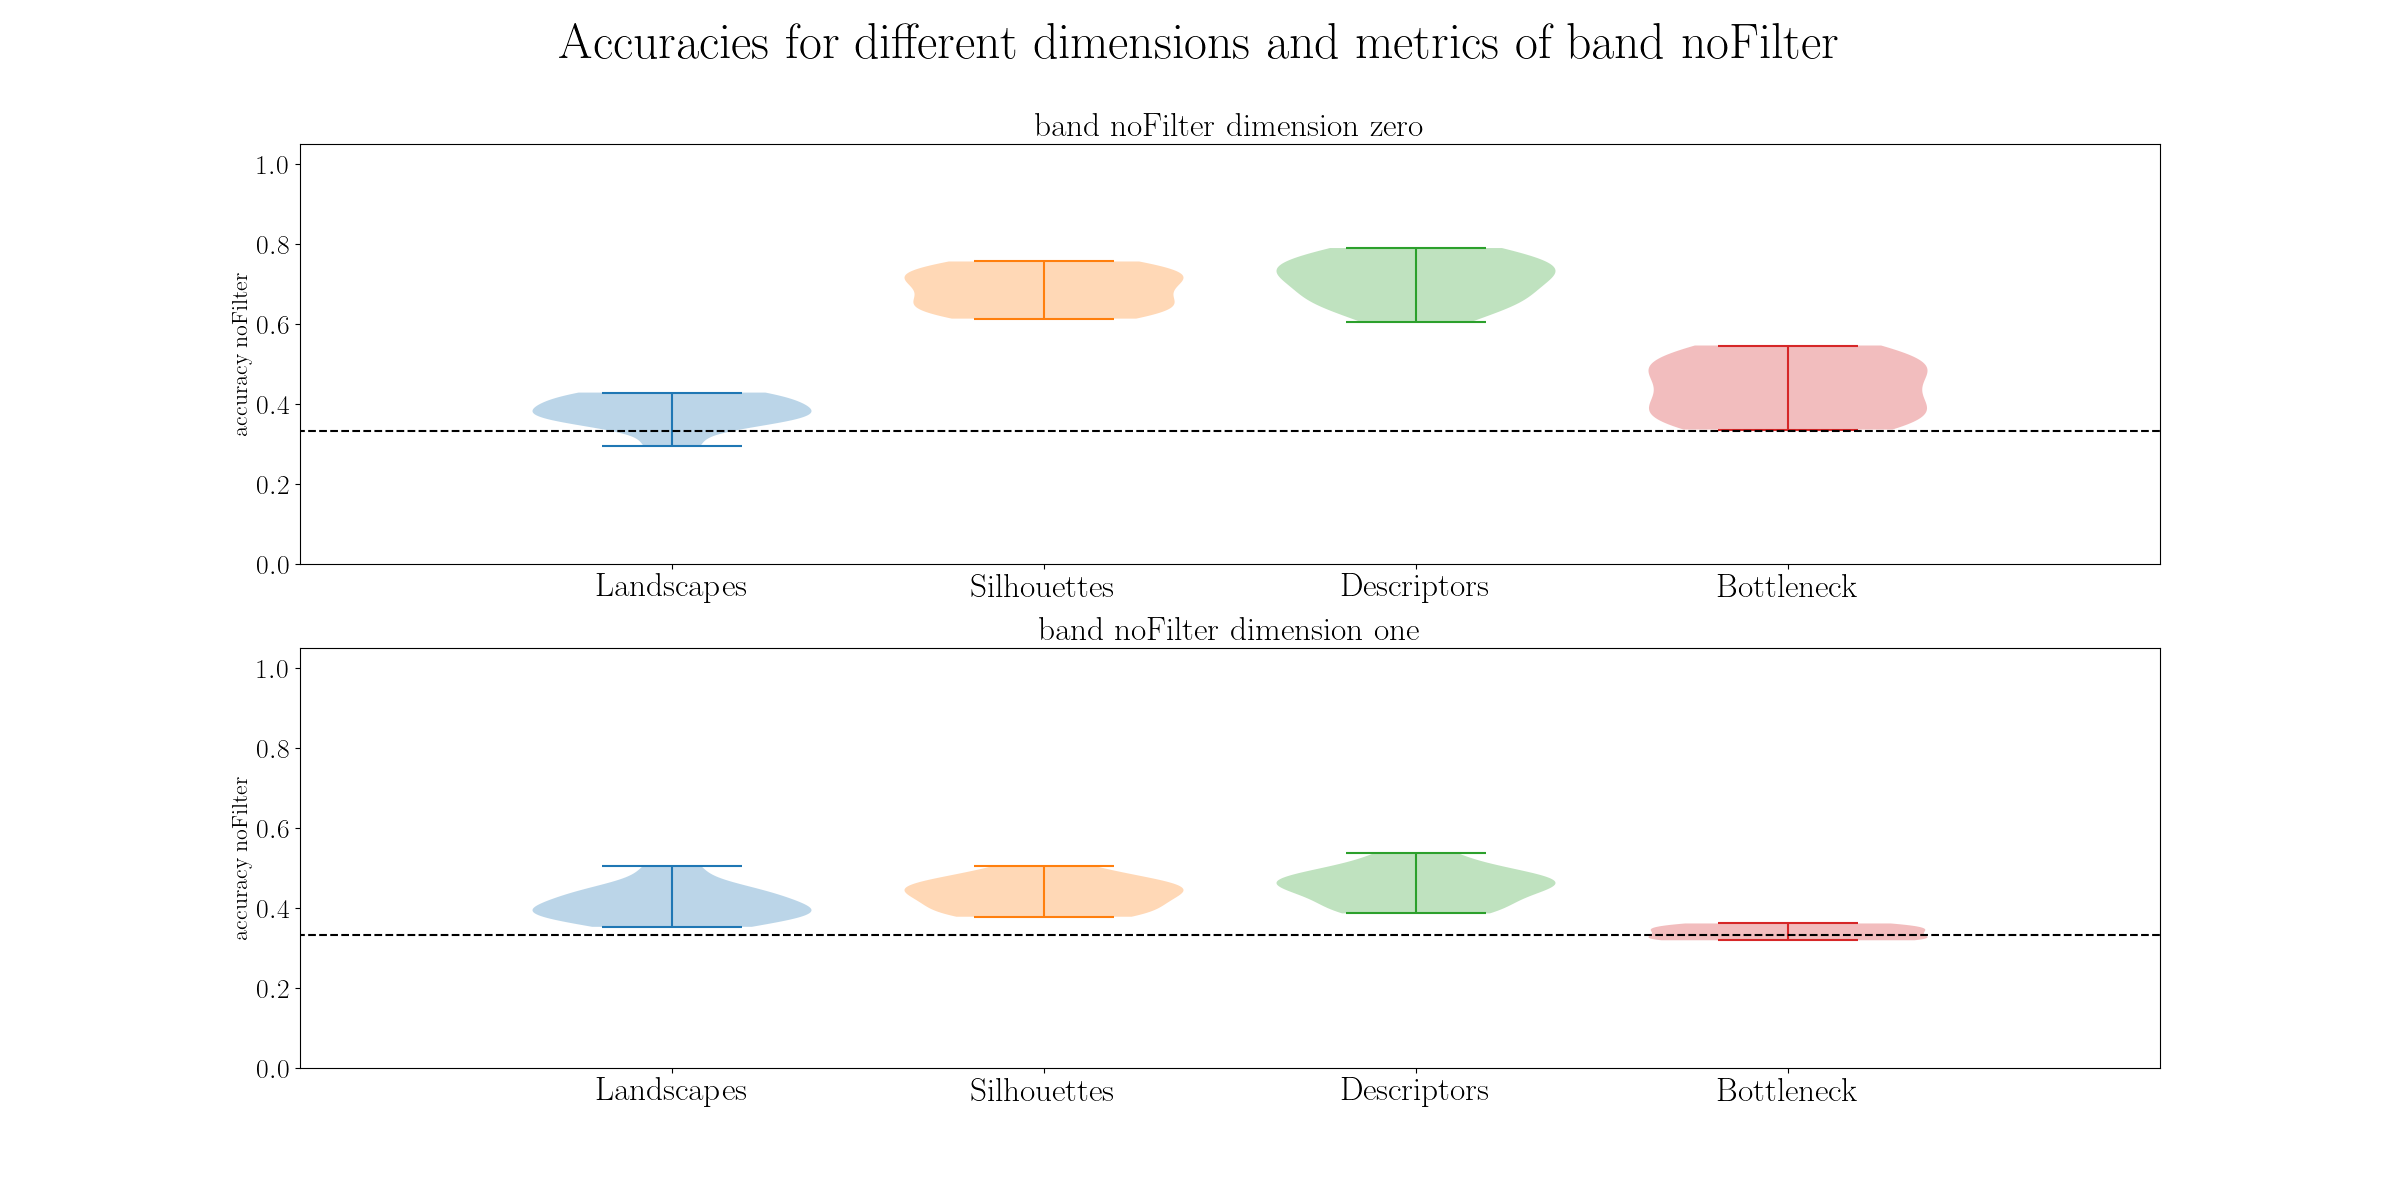 Accuracies for different dimensions and metrics of band noFilter
band noFilter dimension zero
accuracy noFilter
1.0
0.8
0.6
0.4
0.2
0.0
Landscapes Silhouettes Descriptors Bottleneck
band noFilter dimension one
accuracy noFilter
1.0
0.8
0.6
0.4
0.2
0.0
Landscapes Silhouettes Descriptors Bottleneck